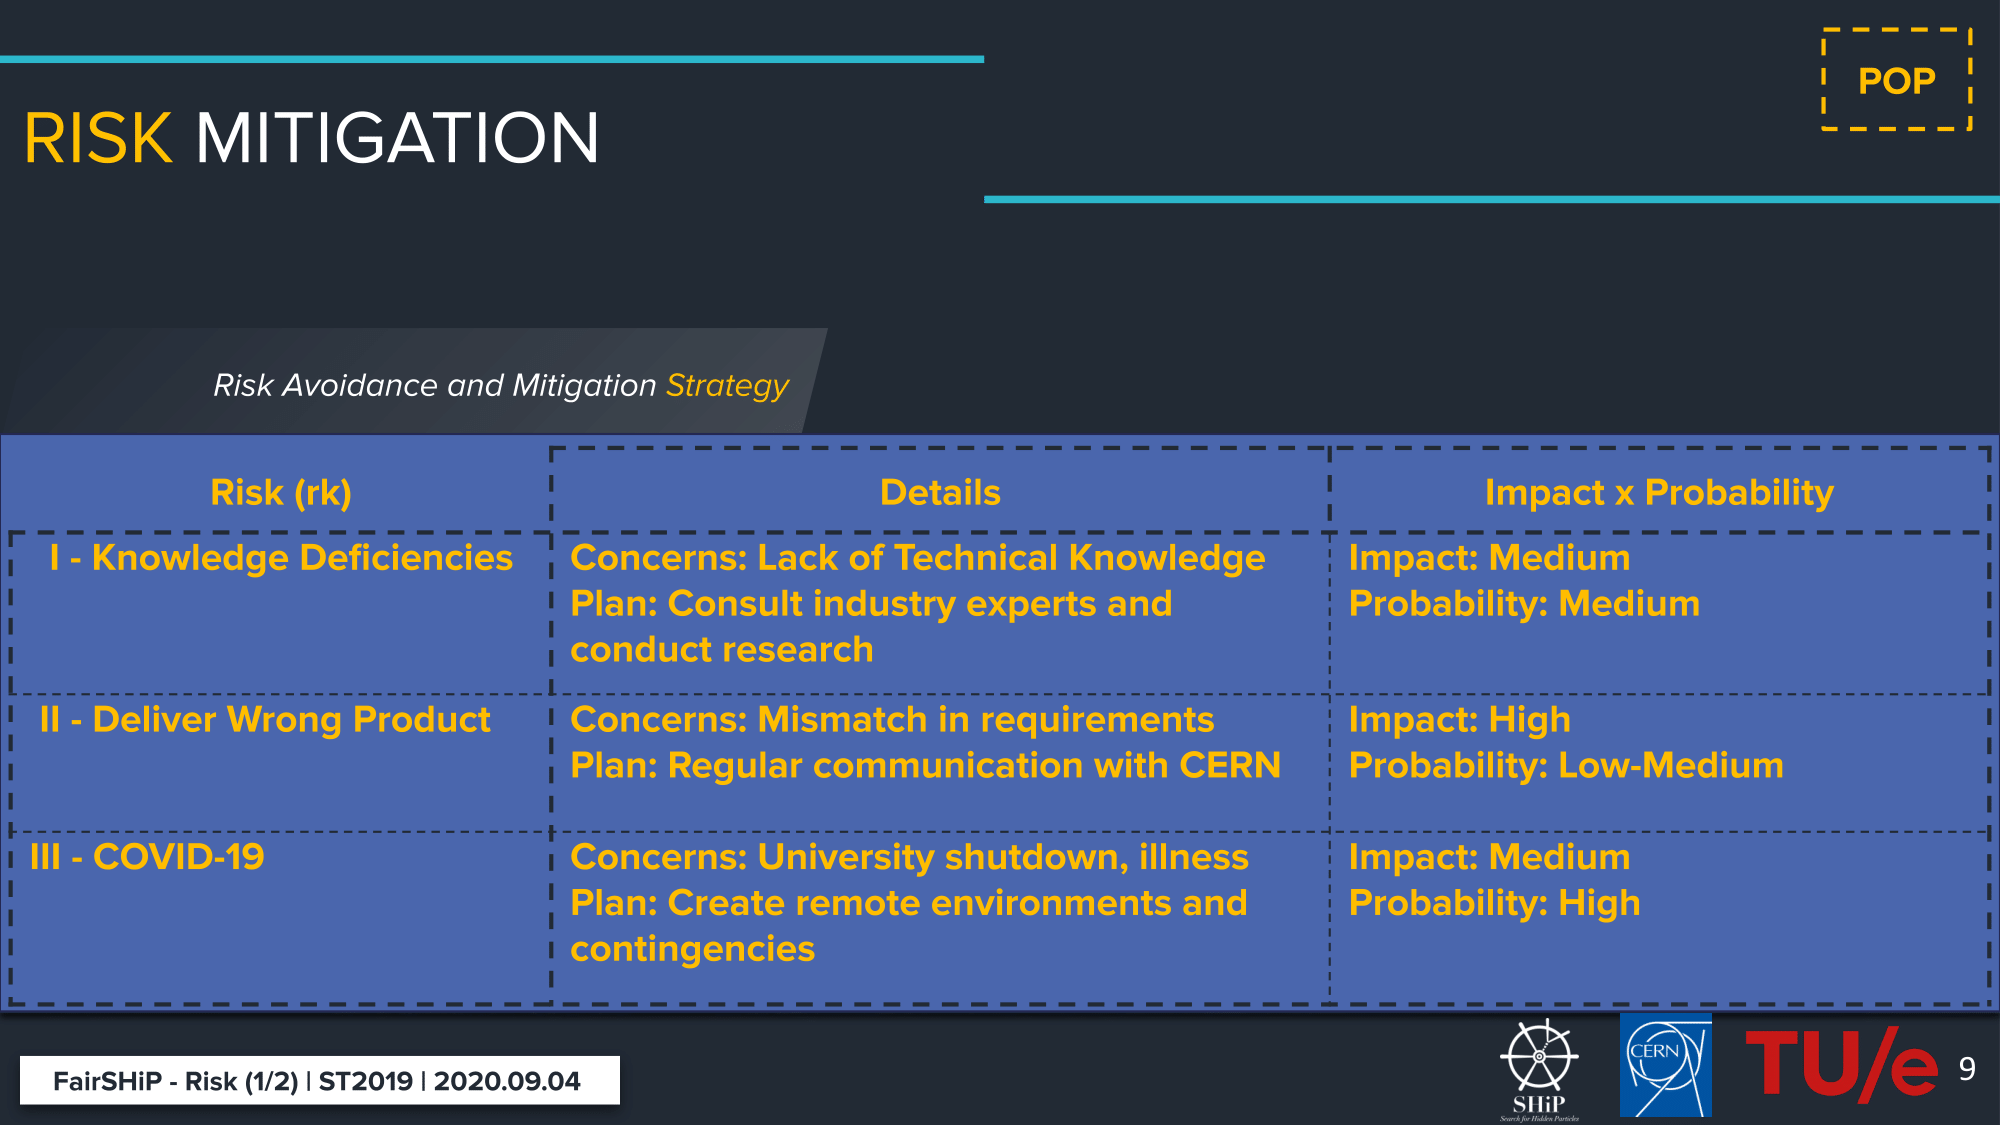 POP
RISK MITIGATION
Risk Avoidance and Mitigation Strategy
Risk (rk)
Details
Impact x Probability
I - Knowledge Deficiencies
Concerns: Lack of Technical Knowledge
Plan: Consult industry experts and
conduct research
Impact: Medium
Probability: Medium
II - Deliver Wrong Product
Concerns: Mismatch in requirements
Plan: Regular communication with CERN
Impact: High
Probability: Low-Medium
III - COVID-19
Concerns: University shutdown, illness
Plan: Create remote environments and
contingencies
Impact: Medium
Probability: High
FairSHiP - Risk (1/2) | ST2019 | 2020.09.04
SHiP
Search for Hidden Particles
CERN
TU/e
9